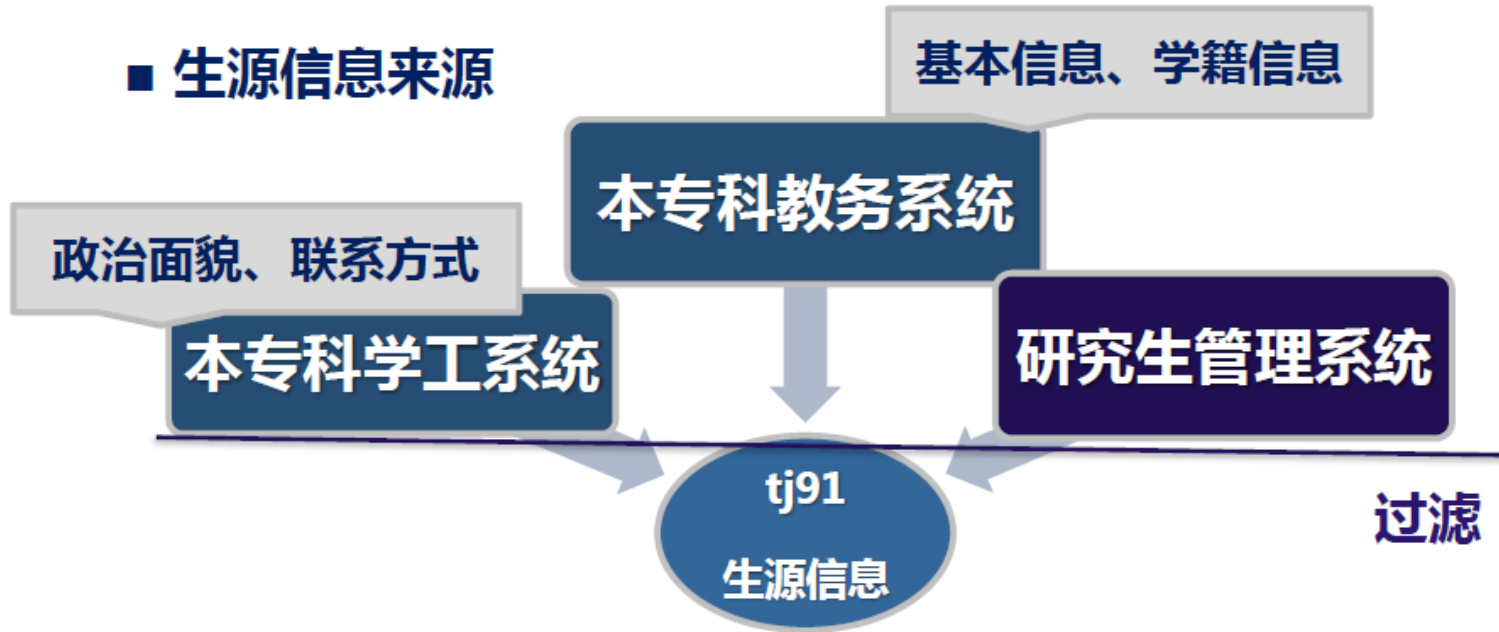 ■ 生源信息来源
基本信息、学籍信息
本专科教务系统
政治面貌、联系方式
本专科学工系统
研究生管理系统
tj91
生源信息
过滤